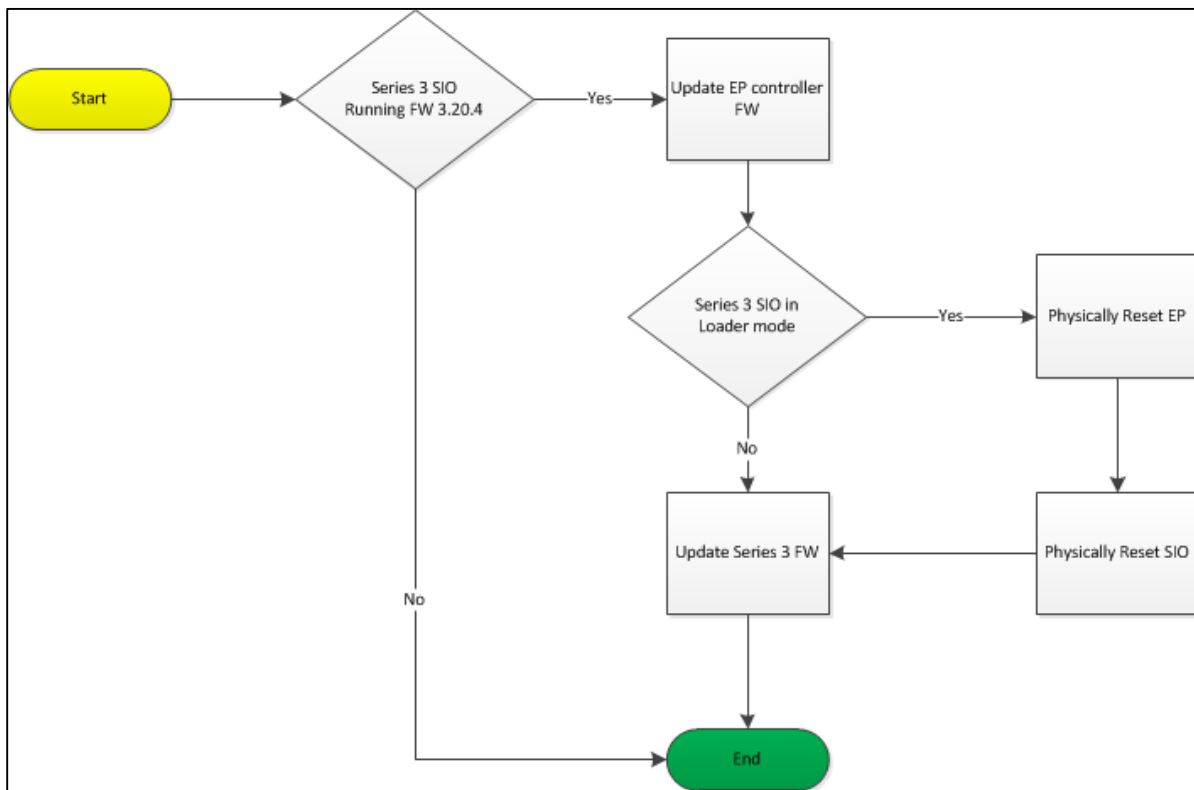 Start
Series 3 SIO
Running FW 3.20.4
Yes
Update EP controller
FW
Series 3 SIO in
Loader mode
Yes
Physically Reset EP
No
Update Series 3 FW
Physically Reset SIO
No
End